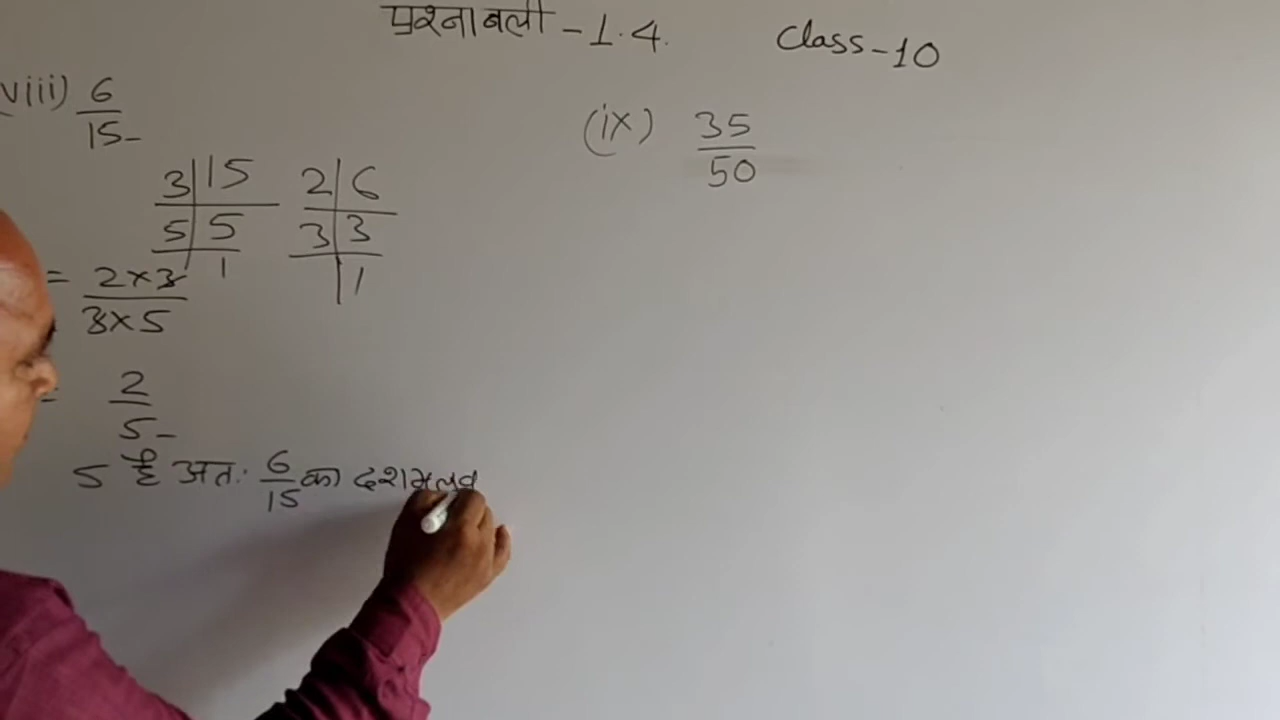 प्रश्नावली - 1.4. Class-10
(viii) 6/15
3|15 2|6
5|5 3|3
1 1
= 2×3/3×5
= 2/5
5 है अतः 6/15 का दशमलव
(ix) 35/50